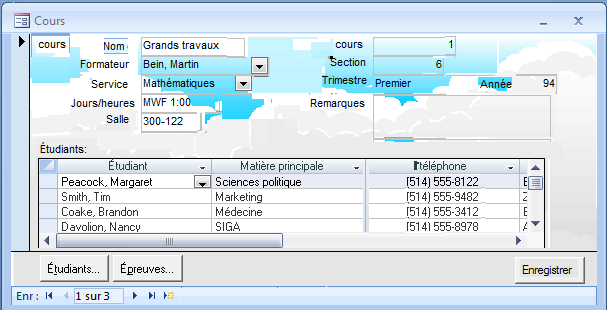 Cours
cours Nom Grands travaux cours 1
Formateur Bein, Martin Section 6
Service Mathématiques Trimestre Premier Année 94
Jours/heures MWF 1:00 Remarques
Salle 300-122
Étudiants:
Étudiant Matière principale téléphone
Peacock, Margaret Sciences politique (514) 555-8122 E
Smith, Tim Marketing (514) 555-9482 2
Coake, Brandon Médecine (514) 555-3412 E
Davolion, Nancy SIGA (514) 555-8978
Étudiants... Épreuves... Enregistrer
Enr : 1 sur 3